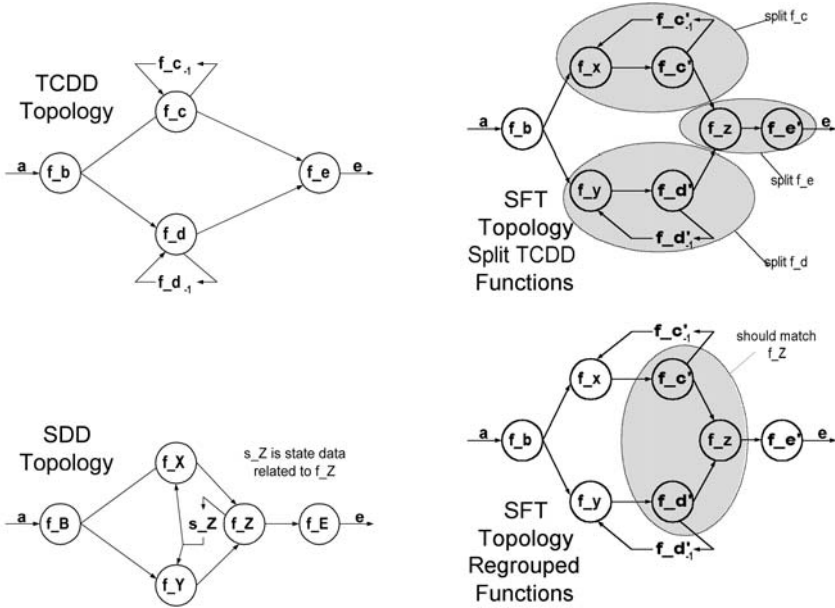 f_c₋₁
TCDD
Topology
f_c
a
f_b
f_e
e
f_d
f_d₋₁
f_c'₋₁
split f_c
f_x
f_c'
a
f_b
f_z
f_e'
e
split f_e
f_y
f_d'
SFT
Topology
Split TCDD
Functions
f_d'₋₁
split f_d
SDD
Topology
s_Z is state data
related to f_Z
f_X
a
f_B
s_Z
f_Z
f_E
e
f_Y
f_c'₋₁
should match
f_Z
f_x
f_c'
a
f_b
f_z
f_e'
e
f_y
f_d'
SFT
Topology
Regrouped
Functions
f_d'₋₁